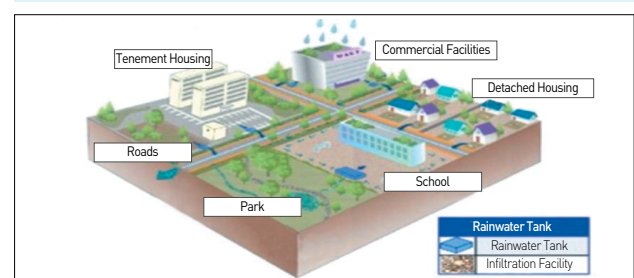 Commercial Facilities
Tenement Housing
Detached Housing
Roads
School
Park
Rainwater Tank
Rainwater Tank
Infiltration Facility